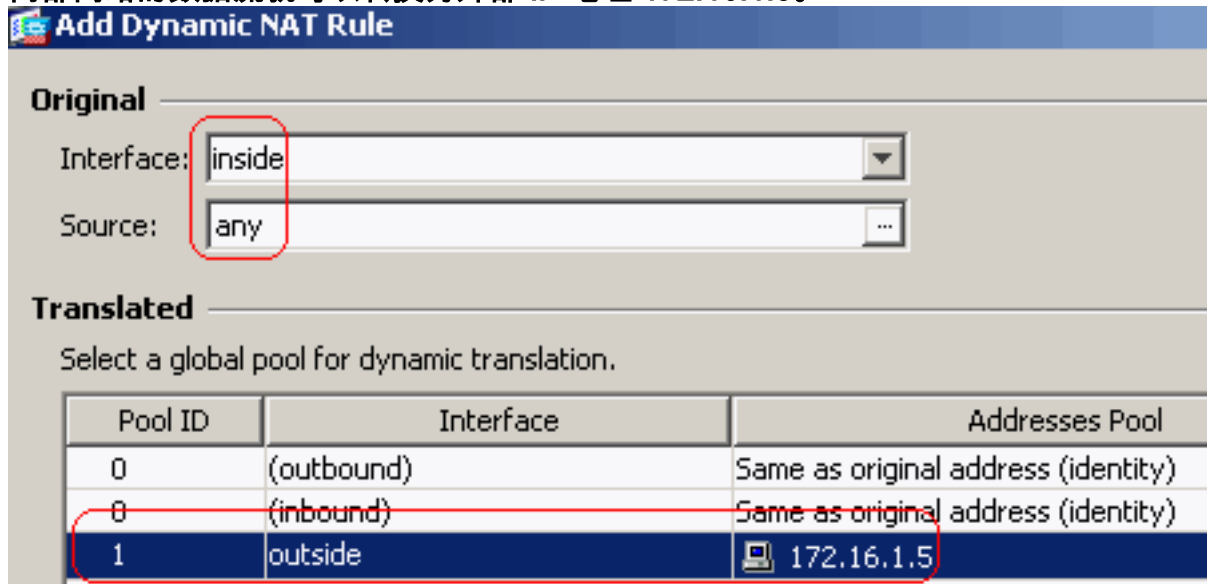 Add Dynamic NAT Rule
Original
Interface: inside
Source: any ...
Translated
Select a global pool for dynamic translation.
Pool ID Interface Addresses Pool
0 (outbound) Same as original address (identity)
0 (inbound) Same as original address (identity)
1 outside 172.16.1.5